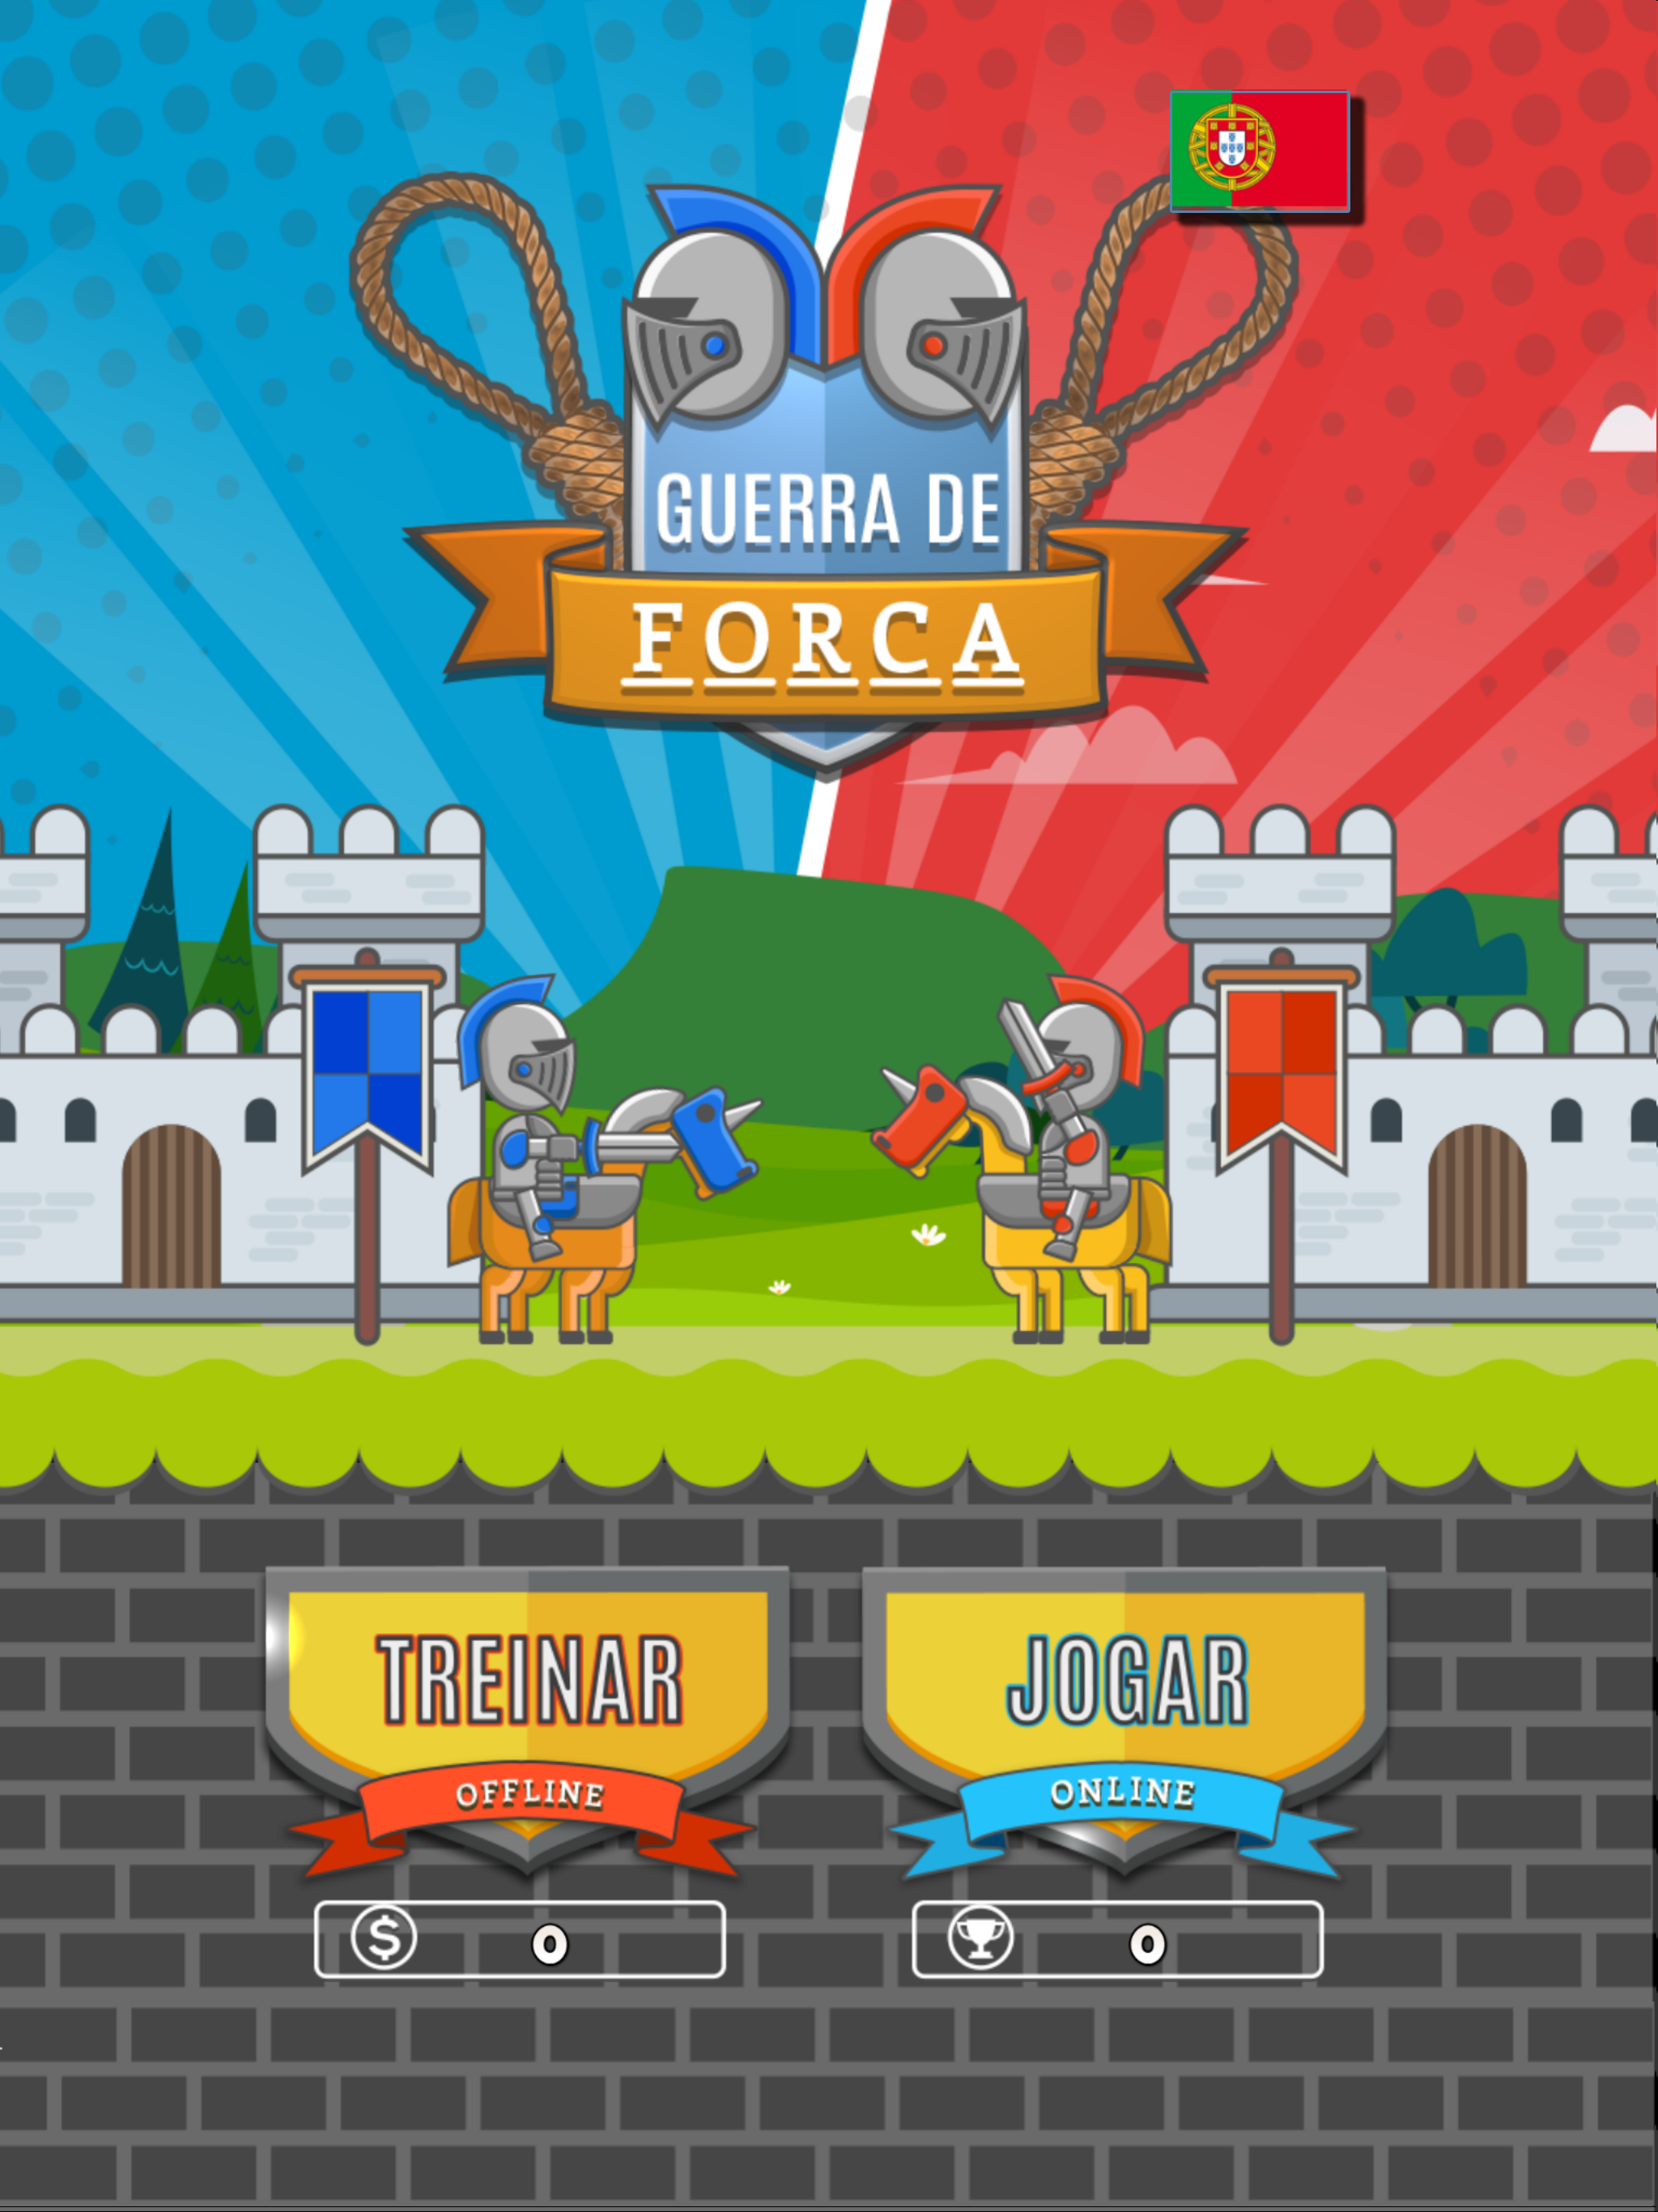 GUERRA DE
FORCA
TREINAR
JOGAR
OFFLINE
ONLINE
$
0
0